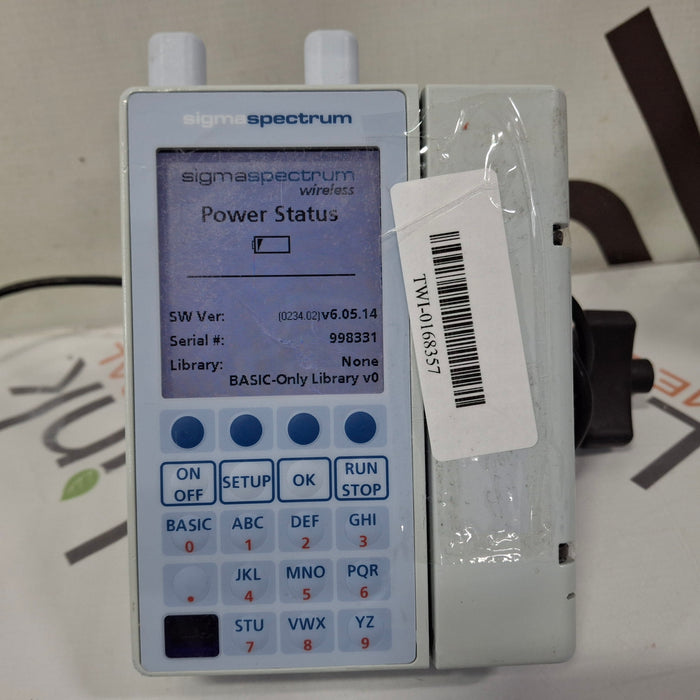 sigmaspectrum
sigmaspectrum
wireless
Power Status
SW Ver: (0234.02)v6.05.14
Serial #: 998331
Library: None
BASIC-Only Library v0
TWI-0168357
ON OFF
SETUP
OK
RUN STOP
BASIC 0
ABC 1
DEF 2
GHI 3
.
JKL 4
MNO 5
PQR 6
STU 7
VWX 8
YZ 9